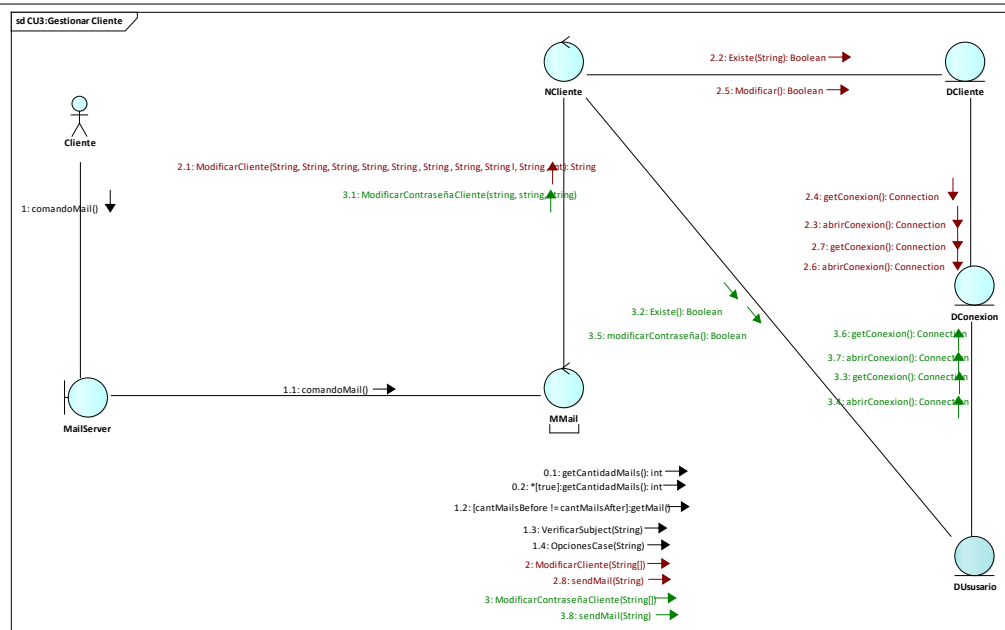 sd CU3:Gestionar Cliente
2.2: Existe(String): Boolean
NCliente
2.5: Modificar(): Boolean
DCliente
Cliente
2.1: ModificarCliente(String, String, String, String, String , String , String, String l, String , int): String
3.1: ModificarContraseñaCliente(string, string, string)
1: comandoMail()
2.4: getConexion(): Connection
2.3: abrirConexion(): Connection
2.7: getConexion(): Connection
2.6: abrirConexion(): Connection
3.2: Existe(): Boolean
3.5: modificarContraseña(): Boolean
DConexion
3.6: getConexion(): Connection
3.7: abrirConexion(): Connection
3.3: getConexion(): Connection
3.4: abrirConexion(): Connection
1.1: comandoMail()
MailServer
MMail
0.1: getCantidadMails(): int
0.2: *[true]:getCantidadMails(): int
1.2: [cantMailsBefore != cantMailsAfter]:getMail()
1.3: VerificarSubject(String)
1.4: OpcionesCase(String)
2: ModificarCliente(String[])
2.8: sendMail(String)
3: ModificarContraseñaCliente(String[])
3.8: sendMail(String)
DUsusario